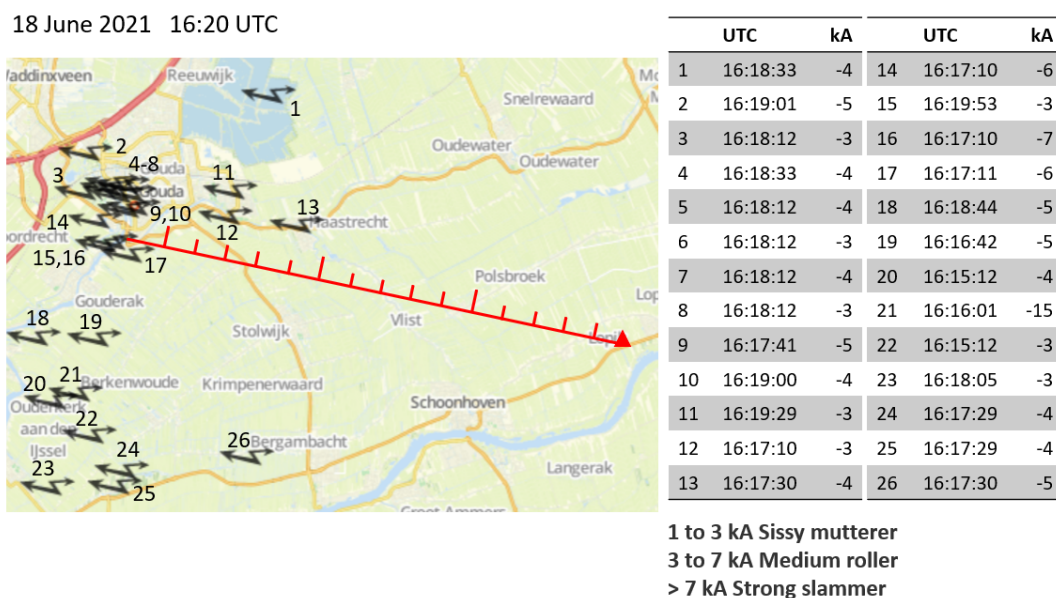 18 June 2021 16:20 UTC
Reeuwijk
Snelrewaard
Oudewater
Oudewater
1
2
3
4-8
Gouda
Gouda
9,10
11
12
13
Haastrecht
14
15,16
17
Gouderak
Polsbroek
Vlist
Stolwijk
18
19
20
21
Berkenwoude
Krimpenerwaard
Schoonhoven
Ouderkerk
aan den
IJssel
22
23
24
25
26
Bergambacht
Langerak
Groot-Ammers
UTC kA UTC kA
1 16:18:33 -4 14 16:17:10 -6
2 16:19:01 -5 15 16:19:53 -3
3 16:18:12 -3 16 16:17:10 -7
4 16:18:33 -4 17 16:17:11 -6
5 16:18:12 -4 18 16:18:44 -5
6 16:18:12 -3 19 16:16:42 -5
7 16:18:12 -4 20 16:15:12 -4
8 16:18:12 -3 21 16:16:01 -15
9 16:17:41 -5 22 16:15:12 -3
10 16:19:00 -4 23 16:18:05 -3
11 16:19:29 -3 24 16:17:29 -4
12 16:17:10 -3 25 16:17:29 -4
13 16:17:30 -4 26 16:17:30 -5
1 to 3 kA Sissy mutterer
3 to 7 kA Medium roller
> 7 kA Strong slammer